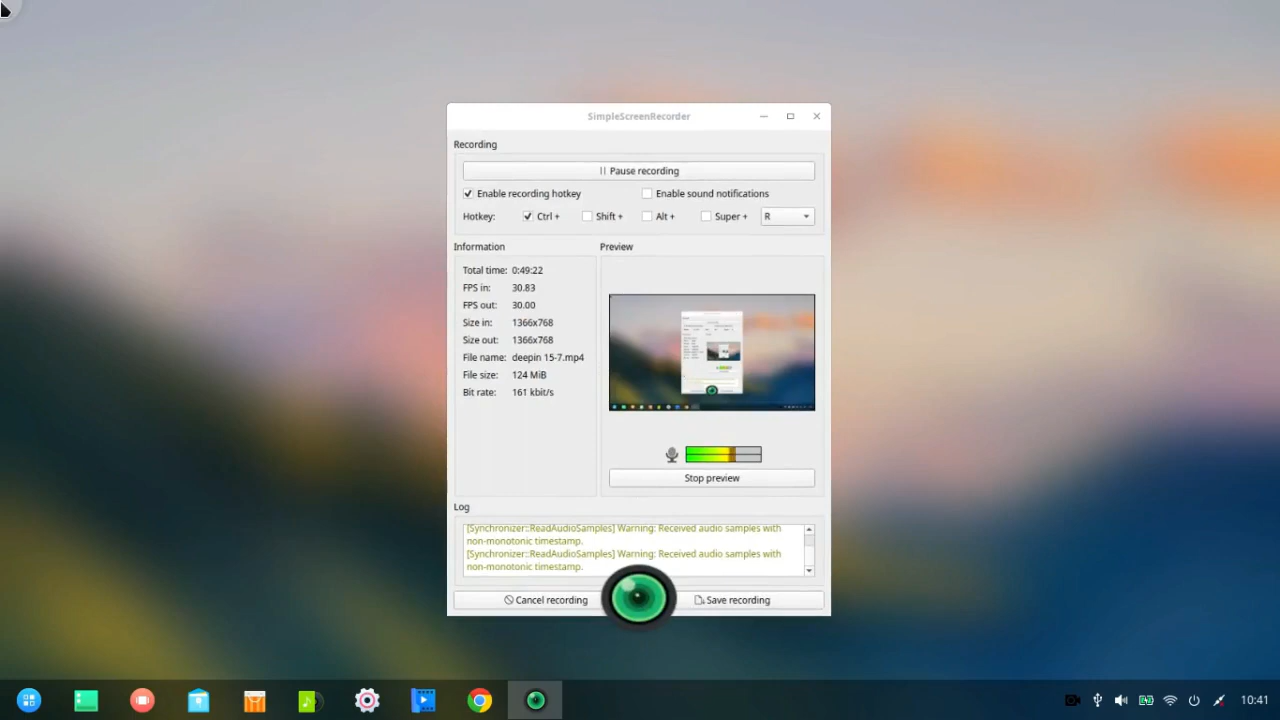 SimpleScreenRecorder
Recording
Pause recording
Enable recording hotkey
Enable sound notifications
Hotkey: Ctrl + Shift + Alt + Super + R
Information
Total time: 0:49:22
FPS in: 30.83
FPS out: 30.00
Size in: 1366x768
Size out: 1366x768
File name: deepin 15-7.mp4
File size: 124 MiB
Bit rate: 161 kbit/s
Preview
Stop preview
Log
[Synchronizer::ReadAudioSamples] Warning: Received audio samples with
non-monotonic timestamp.
[Synchronizer::ReadAudioSamples] Warning: Received audio samples with
non-monotonic timestamp.
Cancel recording
Save recording
10:41